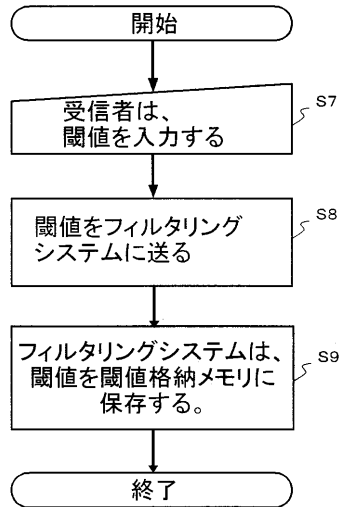 開始
受信者は、
閾値を入力する
S7
閾値をフィルタリング
システムに送る
S8
フィルタリングシステムは、
閾値を閾値格納メモリに
保存する。
S9
終了